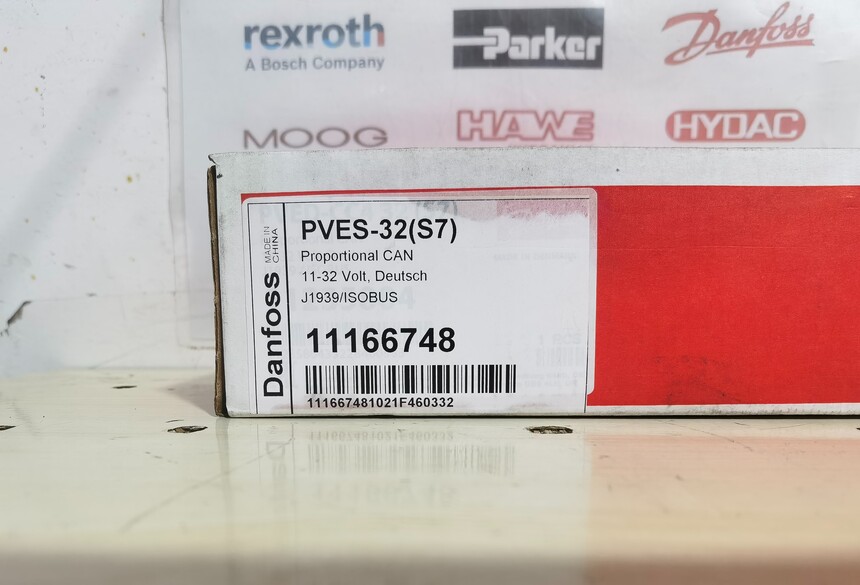 rexroth
A Bosch Company
Parker
Danfoss
MOOG
HAWE
HYDAC
Danfoss
MADE IN
CHINA
PVES-32(S7)
Proportional CAN
11-32 Volt, Deutsch
J1939/ISOBUS
11166748
111667481021F460332